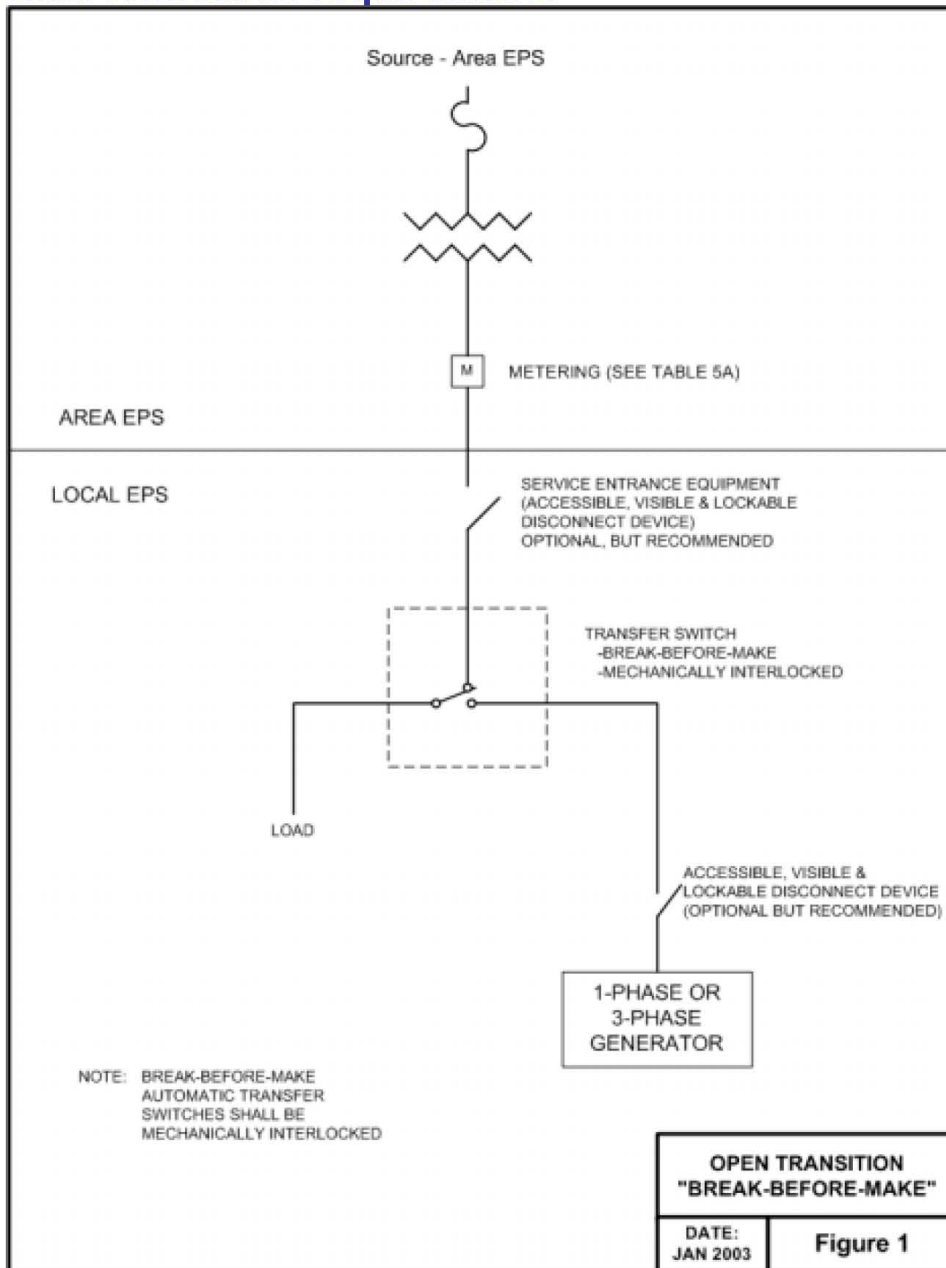 Source - Area EPS
M
METERING (SEE TABLE 5A)
AREA EPS
LOCAL EPS
SERVICE ENTRANCE EQUIPMENT
(ACCESSIBLE, VISIBLE & LOCKABLE
DISCONNECT DEVICE)
OPTIONAL, BUT RECOMMENDED
TRANSFER SWITCH
-BREAK-BEFORE-MAKE
-MECHANICALLY INTERLOCKED
LOAD
ACCESSIBLE, VISIBLE &
LOCKABLE DISCONNECT DEVICE
(OPTIONAL BUT RECOMMENDED)
1-PHASE OR
3-PHASE
GENERATOR
NOTE: BREAK-BEFORE-MAKE
AUTOMATIC TRANSFER
SWITCHES SHALL BE
MECHANICALLY INTERLOCKED
OPEN TRANSITION
"BREAK-BEFORE-MAKE"
DATE:
JAN 2003
Figure 1